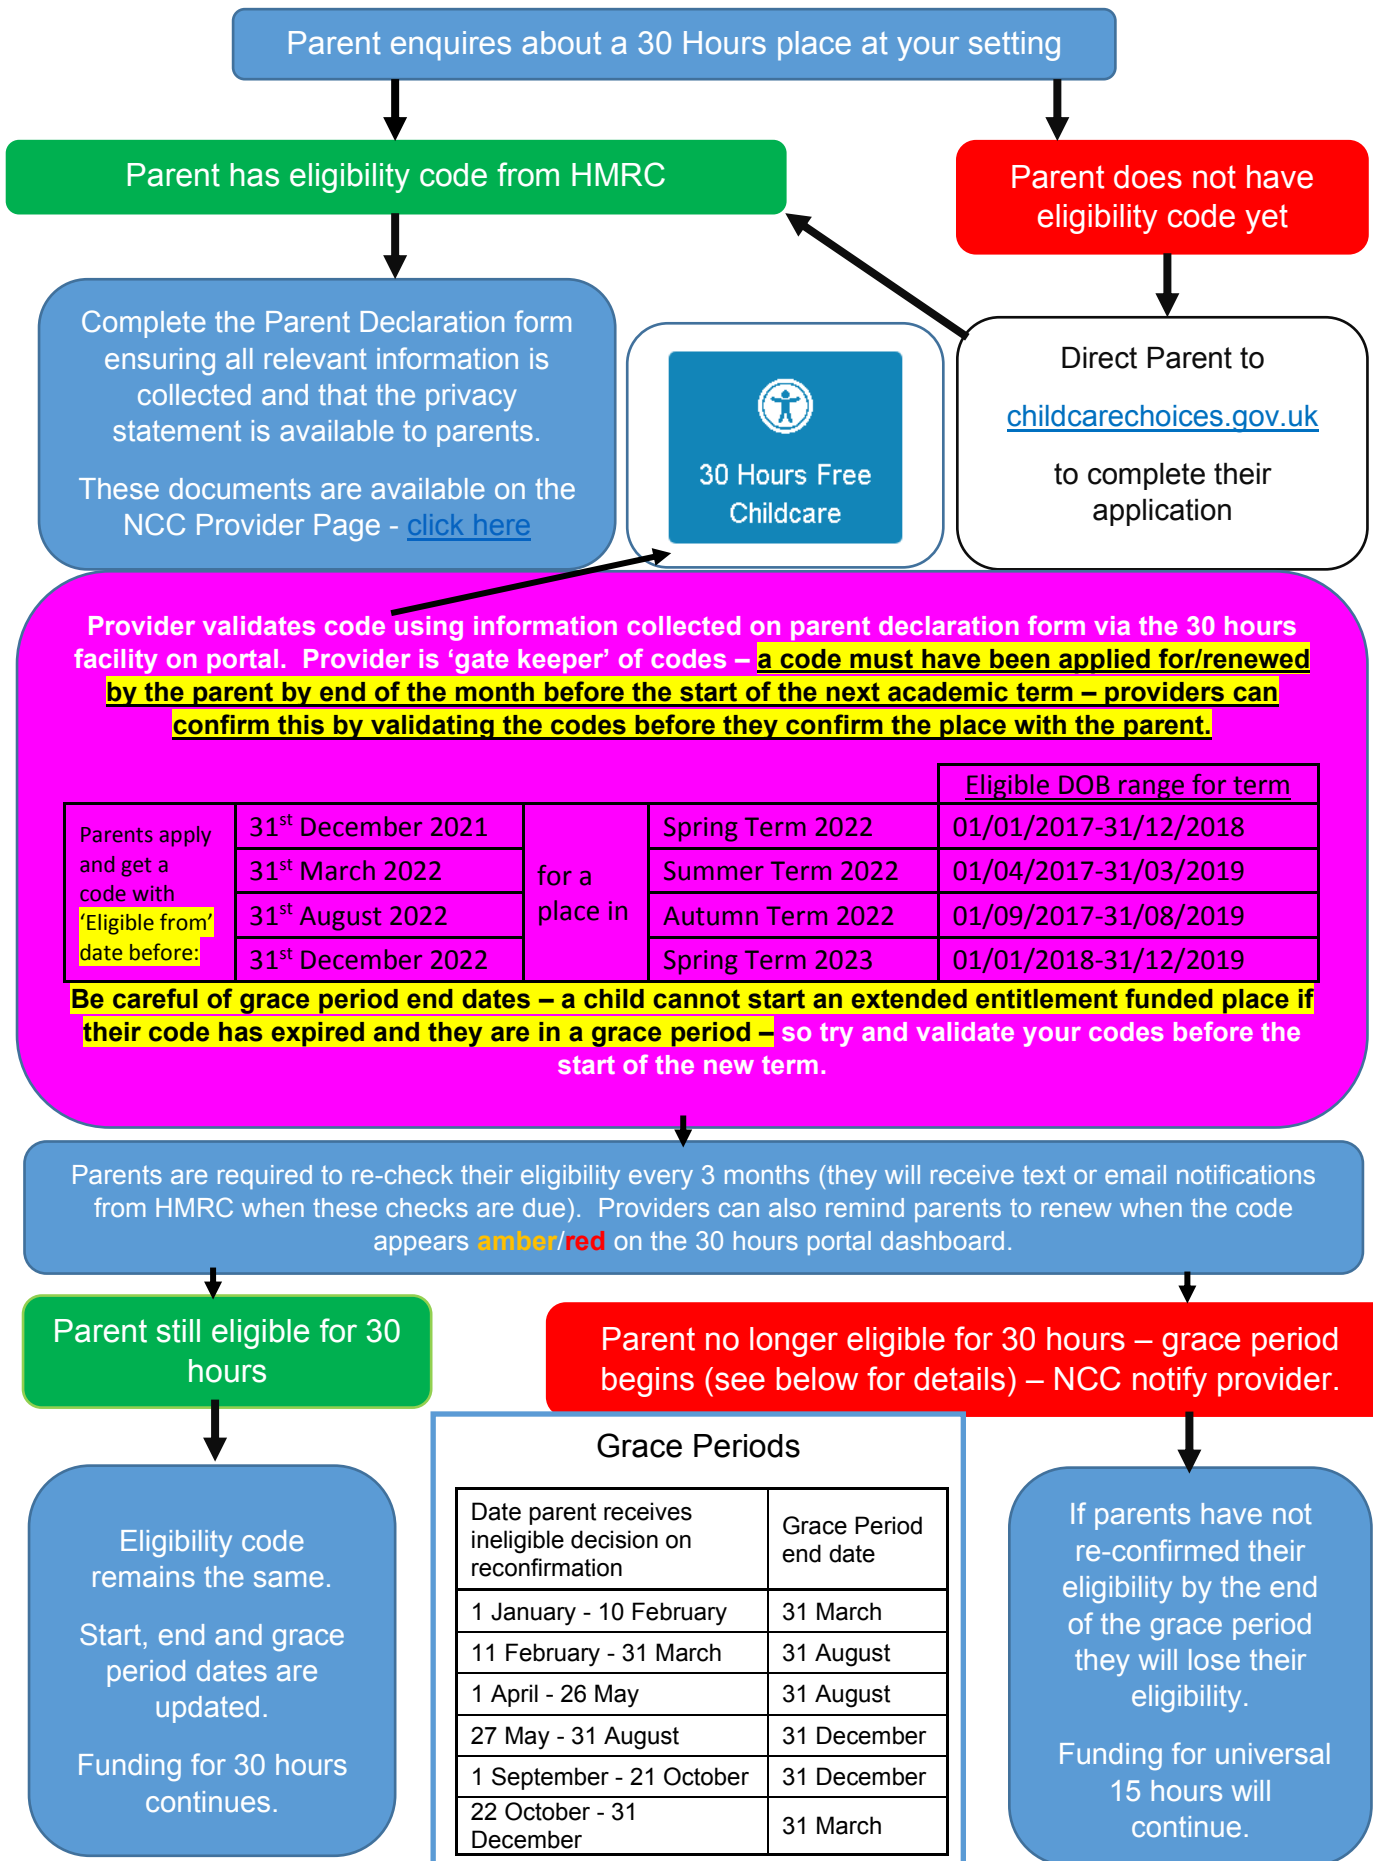 Parent enquires about a 30 Hours place at your setting
Parent has eligibility code from HMRC
Parent does not have
eligibility code yet
Complete the Parent Declaration form
ensuring all relevant information is
collected and that the privacy
statement is available to parents.
These documents are available on the
NCC Provider Page - click here
30 Hours Free
Childcare
Direct Parent to
childcarechoices.gov.uk
to complete their
application
Provider validates code using information collected on parent declaration form via the 30 hours
facility on portal.  Provider is ‘gate keeper’ of codes – a code must have been applied for/renewed
by the parent by end of the month before the start of the next academic term – providers can
confirm this by validating the codes before they confirm the place with the parent.
Eligible DOB range for term
Parents apply
and get a
code with
‘Eligible from’
date before:
for a
place in
31st December 2021 Spring Term 2022 01/01/2017-31/12/2018
31st March 2022 Summer Term 2022 01/04/2017-31/03/2019
31st August 2022 Autumn Term 2022 01/09/2017-31/08/2019
31st December 2022 Spring Term 2023 01/01/2018-31/12/2019
Be careful of grace period end dates – a child cannot start an extended entitlement funded place if
their code has expired and they are in a grace period – so try and validate your codes before the
start of the new term.
Parents are required to re-check their eligibility every 3 months (they will receive text or email notifications
from HMRC when these checks are due).  Providers can also remind parents to renew when the code
appears amber/red on the 30 hours portal dashboard.
Parent still eligible for 30
hours
Parent no longer eligible for 30 hours – grace period
begins (see below for details) – NCC notify provider.
Eligibility code
remains the same.
Start, end and grace
period dates are
updated.
Funding for 30 hours
continues.
Grace Periods
Date parent receives
ineligible decision on
reconfirmation
Grace Period
end date
1 January - 10 February 31 March
11 February - 31 March 31 August
1 April - 26 May 31 August
27 May - 31 August 31 December
1 September - 21 October 31 December
22 October - 31
December
31 March
If parents have not
re-confirmed their
eligibility by the end
of the grace period
they will lose their
eligibility.
Funding for universal
15 hours will
continue.